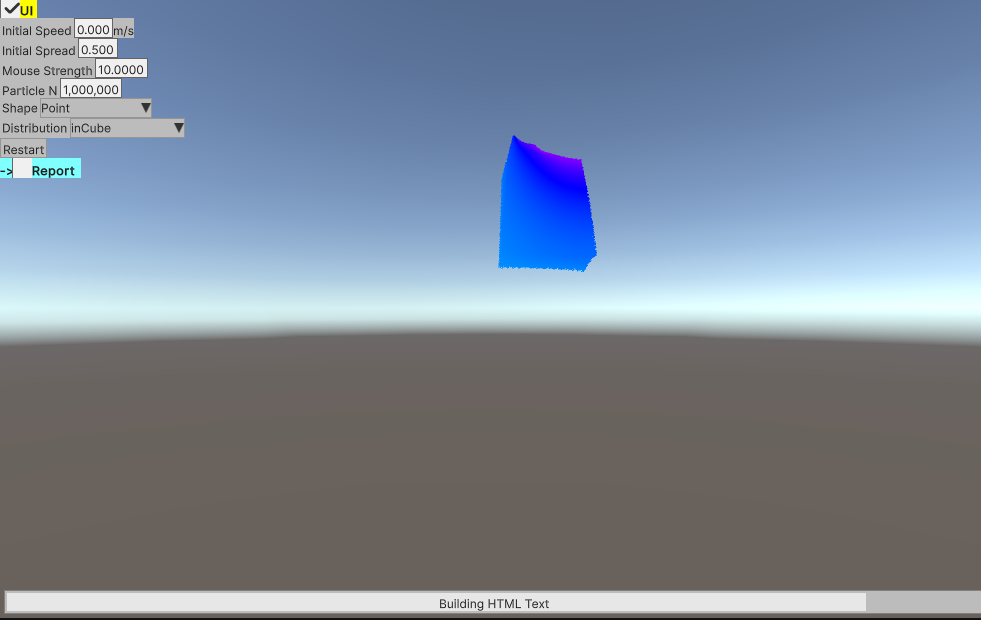 UI
Initial Speed 0.000 m/s
Initial Spread 0.500
Mouse Strength 10.0000
Particle N 1,000,000
Shape Point
Distribution inCube
Restart
-> Report
Building HTML Text